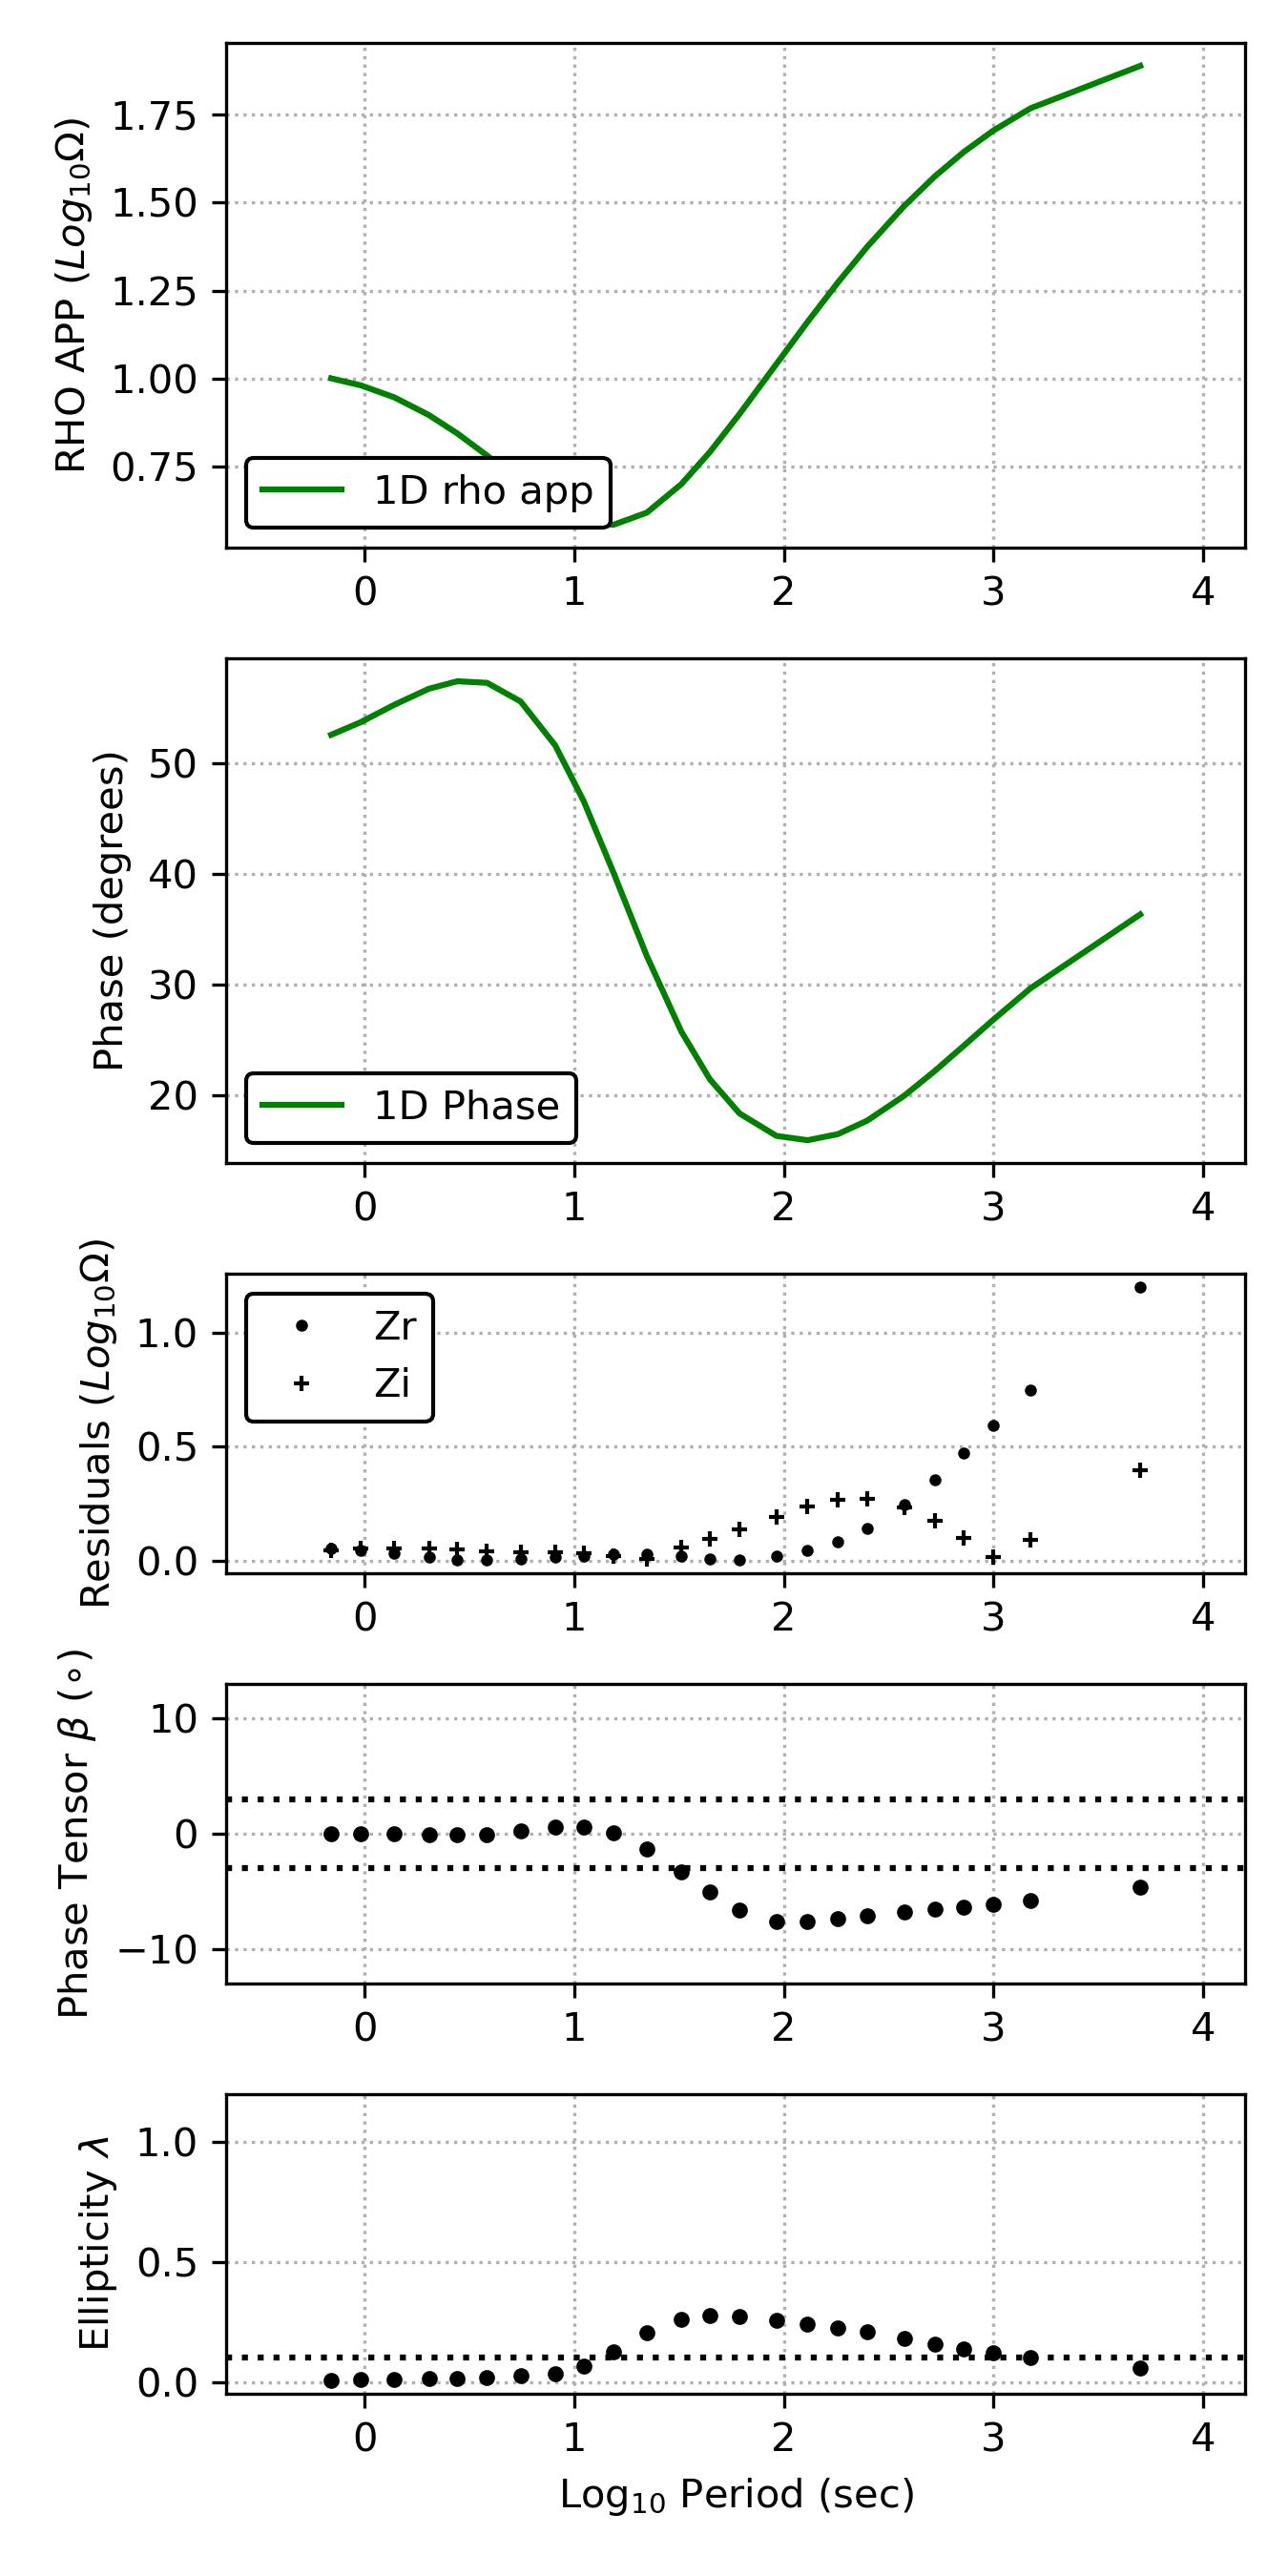 RHO APP (Log₁₀Ω)
1.75
1.50
1.25
1.00
0.75
1D rho app
0 1 2 3 4
Phase (degrees)
50
40
30
20
1D Phase
0 1 2 3 4
Residuals (Log₁₀Ω)
1.0
0.5
0.0
Zr
Zi
0 1 2 3 4
Phase Tensor β (∘)
10
0
−10
0 1 2 3 4
Ellipticity λ
1.0
0.5
0.0
0 1 2 3 4
Log₁₀ Period (sec)